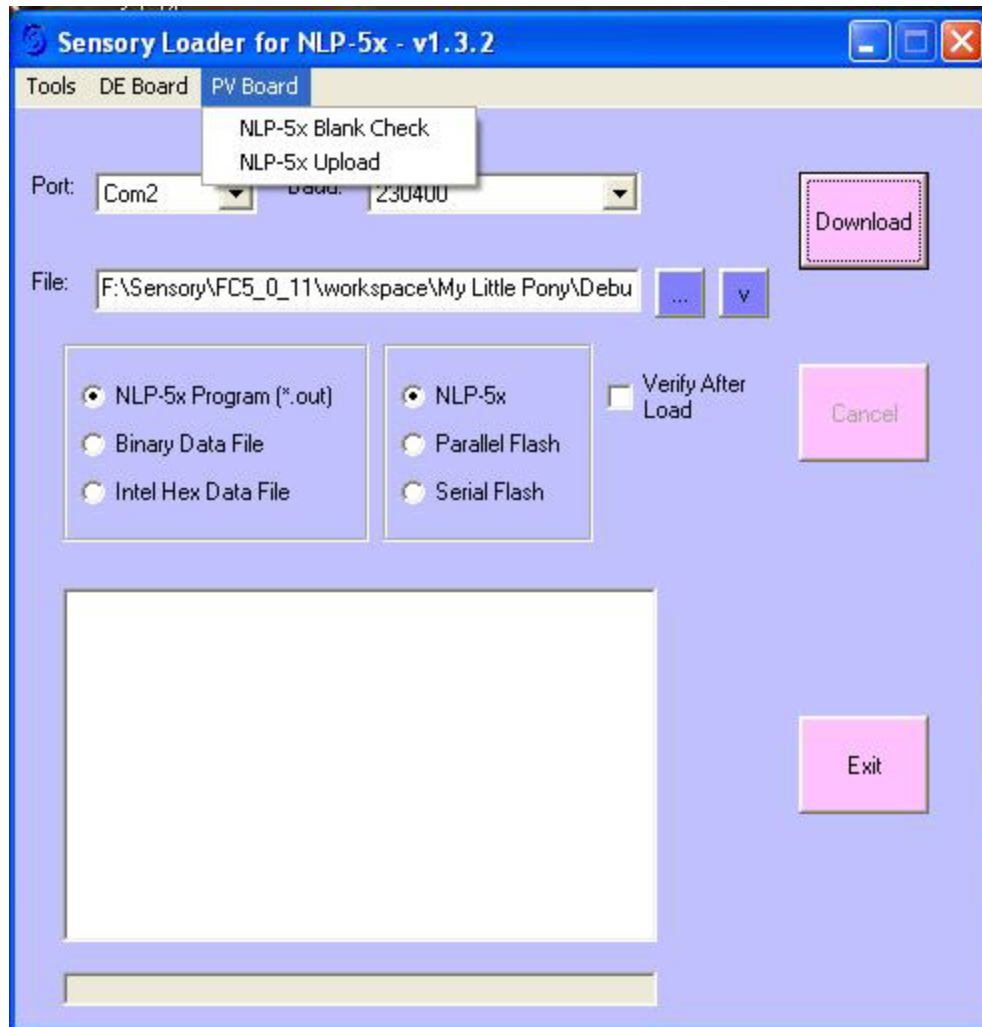 Sensory Loader for NLP-5x - v1.3.2
Tools DE Board PV Board
NLP-5x Blank Check
NLP-5x Upload
Port: Com2 Baud: 230400
Download
File: F:\Sensory\FC5_0_11\workspace\My Little Pony\Debu ... v
NLP-5x Program (*.out)
Binary Data File
Intel Hex Data File
NLP-5x
Parallel Flash
Serial Flash
Verify After
Load
Cancel
Exit